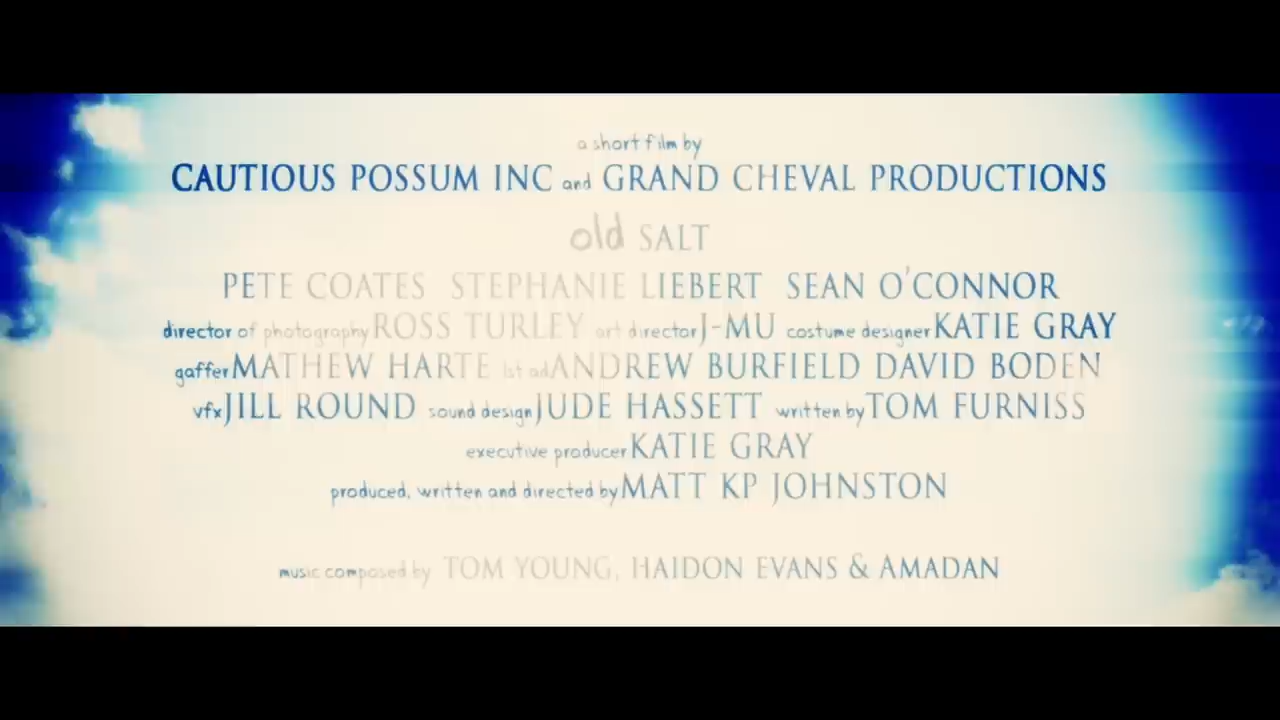 a short film by
CAUTIOUS POSSUM INC and GRAND CHEVAL PRODUCTIONS
old SALT
PETE COATES STEPHANIE LIEBERT SEAN O'CONNOR
director of photography ROSS TURLEY art director J-MU costume designer KATIE GRAY
gaffer MATHEW HARTE 1st ad ANDREW BURFIELD DAVID BODEN
vfx JILL ROUND sound design JUDE HASSETT written by TOM FURNISS
executive producer KATIE GRAY
produced, written and directed by MATT KP JOHNSTON
music composed by TOM YOUNG, HAIDON EVANS & AMADAN